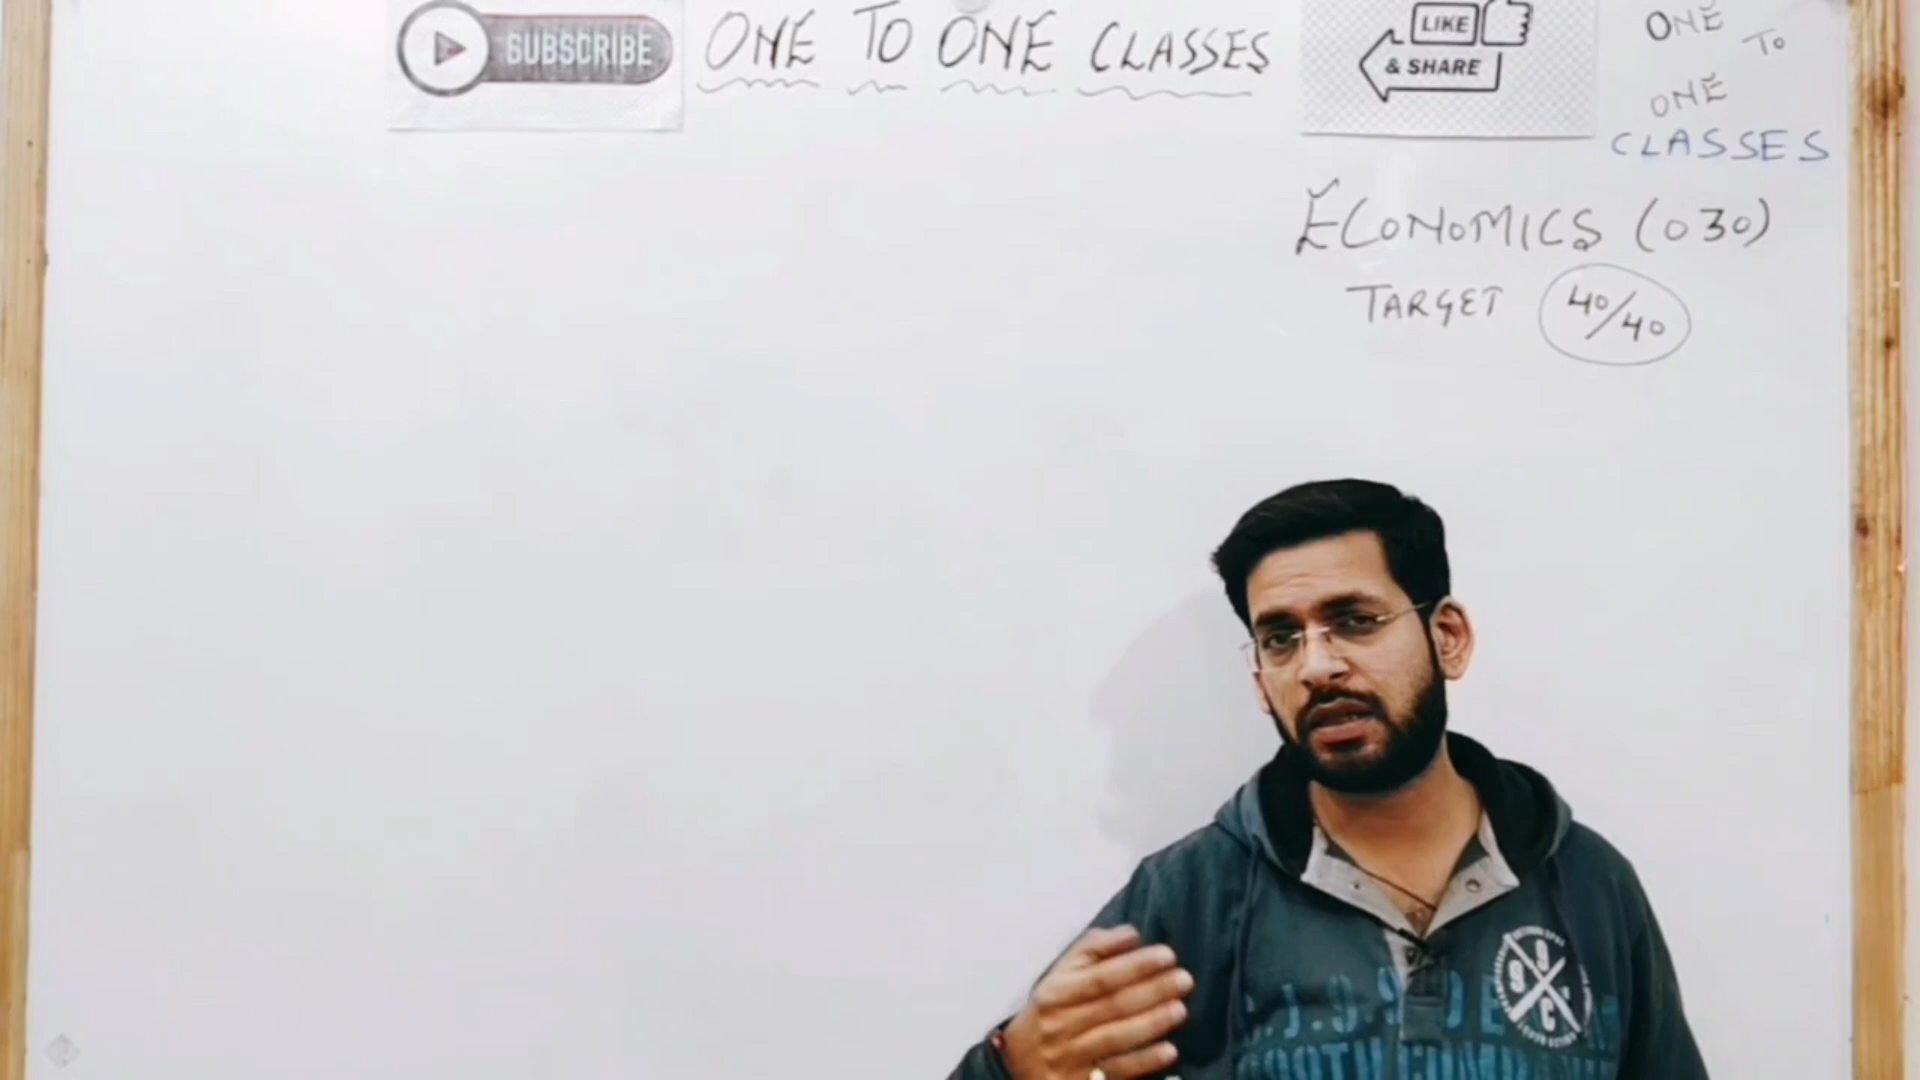 SUBSCRIBE
ONE TO ONE CLASSES
LIKE
& SHARE
ONE
TO
ONE
CLASSES
ECONOMICS (030)
TARGET 40/40